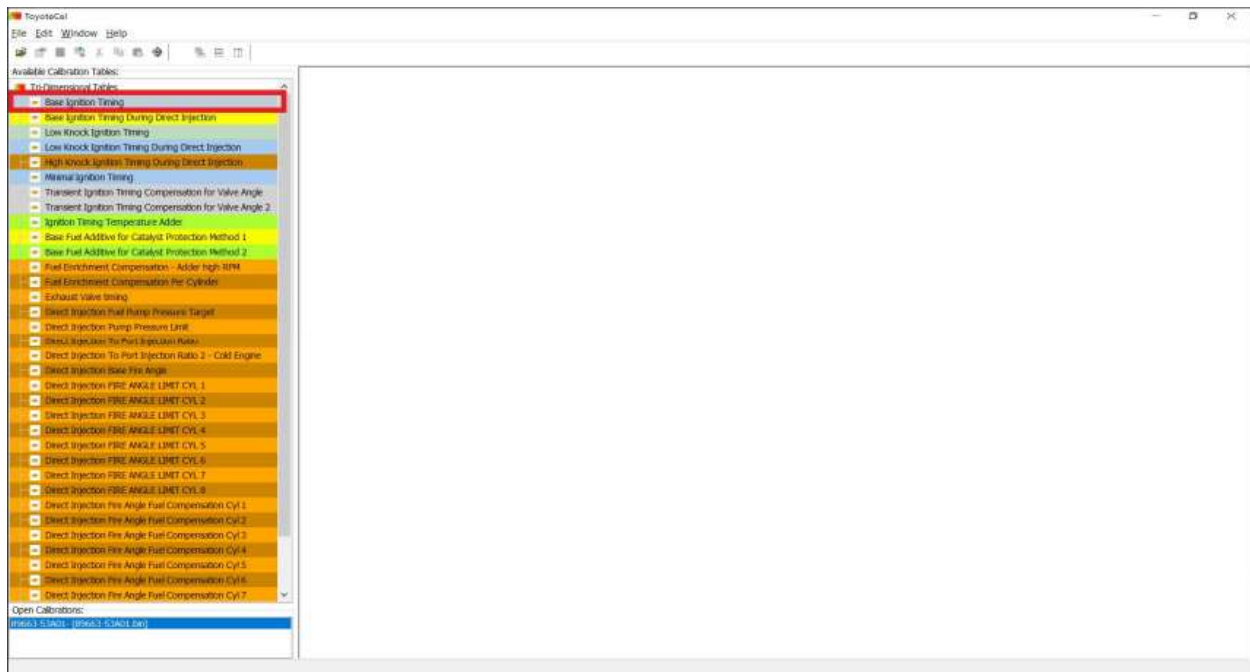 ToyotaCal
File Edit Window Help
Available Calibration Tables:
Tri-Dimensional Tables
Base Ignition Timing
Base Ignition Timing During Direct Injection
Low Knock Ignition Timing
Low Knock Ignition Timing During Direct Injection
High Knock Ignition Timing During Direct Injection
Minimal Ignition Timing
Transient Ignition Timing Compensation for Valve Angle
Transient Ignition Timing Compensation for Valve Angle 2
Ignition Timing Temperature Adder
Base Fuel Additive for Catalyst Protection Method 1
Base Fuel Additive for Catalyst Protection Method 2
Fuel Enrichment Compensation - Adder high RPM
Fuel Enrichment Compensation Per Cylinder
Exhaust Valve timing
Direct Injection Fuel Pump Pressure Target
Direct Injection Pump Pressure Limit
Direct Injection To Port Injection Ratio
Direct Injection To Port Injection Ratio 2 - Cold Engine
Direct Injection Base Fire Angle
Direct Injection FIRE ANGLE LIMIT CYL 1
Direct Injection FIRE ANGLE LIMIT CYL 2
Direct Injection FIRE ANGLE LIMIT CYL 3
Direct Injection FIRE ANGLE LIMIT CYL 4
Direct Injection FIRE ANGLE LIMIT CYL 5
Direct Injection FIRE ANGLE LIMIT CYL 6
Direct Injection FIRE ANGLE LIMIT CYL 7
Direct Injection FIRE ANGLE LIMIT CYL 8
Direct Injection Fire Angle Fuel Compensation Cyl 1
Direct Injection Fire Angle Fuel Compensation Cyl 2
Direct Injection Fire Angle Fuel Compensation Cyl 3
Direct Injection Fire Angle Fuel Compensation Cyl 4
Direct Injection Fire Angle Fuel Compensation Cyl 5
Direct Injection Fire Angle Fuel Compensation Cyl 6
Direct Injection Fire Angle Fuel Compensation Cyl 7
Open Calibrations:
89663-53A01- [89663-53A01.bin]